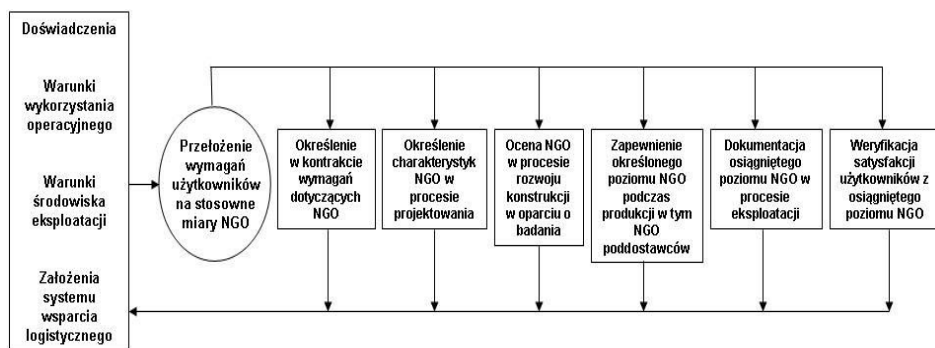 Doświadczenia
Warunki
wykorzystania
operacyjnego
Warunki
środowiska
eksploatacji
Założenia
systemu
wsparcia
logistycznego
Przełożenie
wymagań
użytkowników
na stosowne
miary NGO
Określenie
w kontrakcie
wymagań
dotyczących
NGO
Określenie
charakterystyk
NGO w
procesie
projektowania
Ocena NGO
w procesie
rozwoju
konstrukcji
w oparciu o
badania
Zapewnienie
określonego
poziomu NGO
podczas
produkcji w tym
NGO
poddostawców
Dokumentacja
osiągniętego
poziomu NGO w
procesie
eksploatacji
Weryfikacja
satysfakcji
użytkowników z
osiągniętego
poziomu NGO